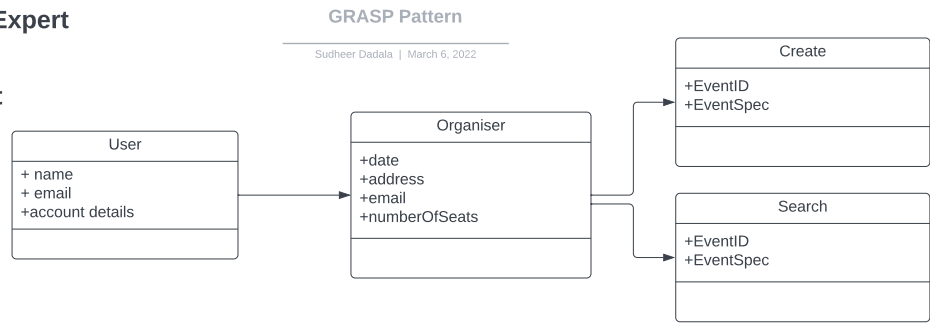 Expert
GRASP Pattern
Sudheer Dadala | March 6, 2022
User
+ name
+ email
+account details
Organiser
+date
+address
+email
+numberOfSeats
Create
+EventID
+EventSpec
Search
+EventID
+EventSpec